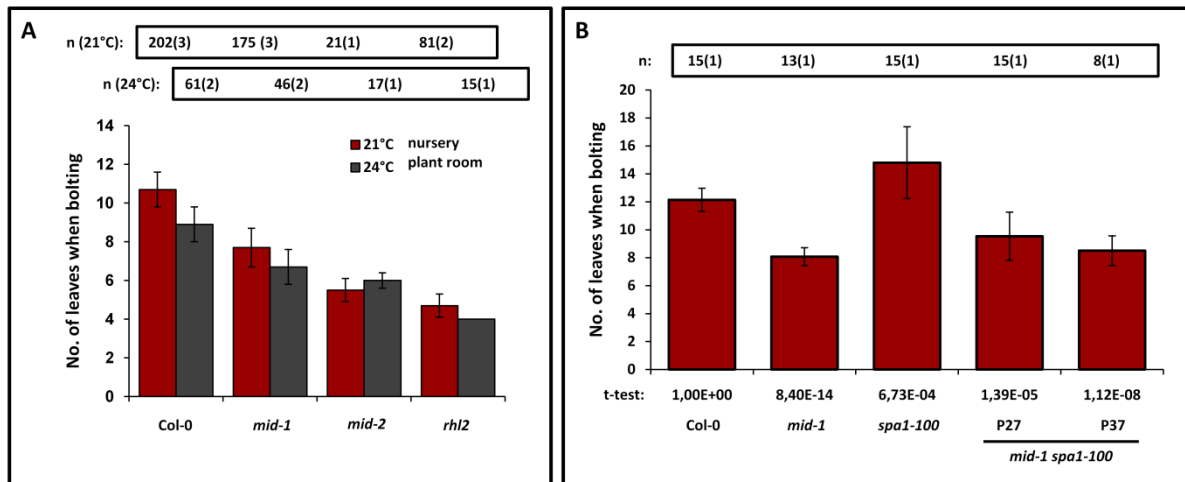 A
n (21°C): 202(3) 175 (3) 21(1) 81(2)
n (24°C): 61(2) 46(2) 17(1) 15(1)
21°C nursery
24°C plant room
No. of leaves when bolting
14
12
10
8
6
4
2
0
Col-0 mid-1 mid-2 rhl2
B
n: 15(1) 13(1) 15(1) 15(1) 8(1)
No. of leaves when bolting
20
18
16
14
12
10
8
6
4
2
0
t-test: 1,00E+00 8,40E-14 6,73E-04 1,39E-05 1,12E-08
Col-0 mid-1 spa1-100 P27 P37
mid-1 spa1-100